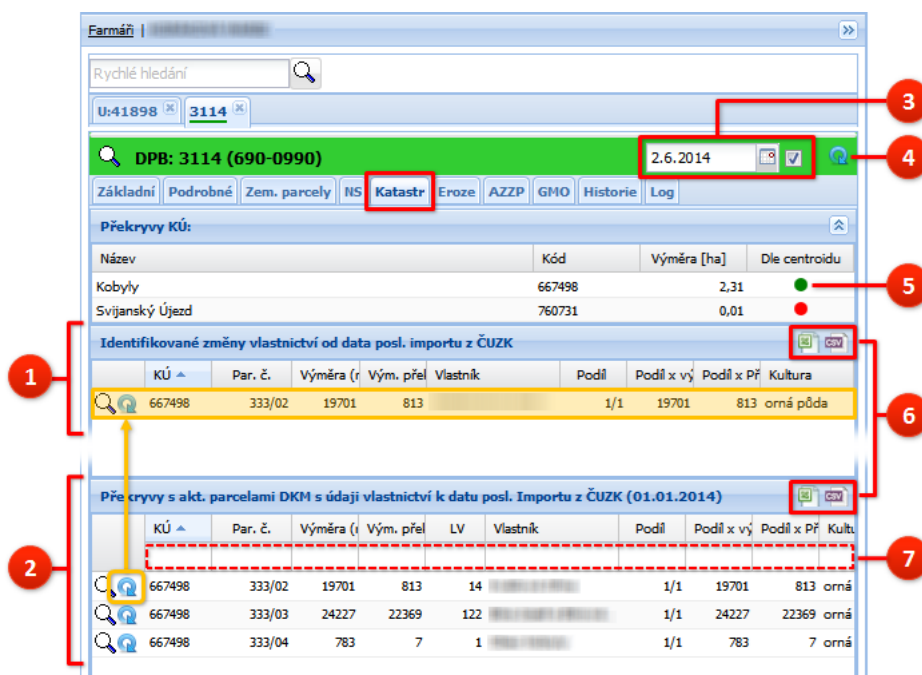 Farmáři |
Rychlé hledání
U:41898 3114
3
DPB: 3114 (690-0990) 2.6.2014
4
Základní Podrobné Zem. parcely NS Katastr Eroze AZZP GMO Historie Log
Překryvy KÚ:
Název Kód Výměra [ha] Dle centroidu
Kobyly 667498 2,31
5
Svijanský Újezd 760731 0,01
Identifikované změny vlastnictví od data posl. importu z ČUZK CSV
1
KÚ Par. č. Výměra (r Vým. přel Vlastník Podíl Podíl x vý Podíl x Př Kultura
667498 333/02 19701 813 1/1 19701 813 orná půda
6
Překryvy s akt. parcelami DKM s údaji vlastnictví k datu posl. Importu z ČUZK (01.01.2014) CSV
KÚ Par. č. Výměra (r Vým. přel LV Vlastník Podíl Podíl x vý Podíl x Př Kultu
7
2
667498 333/02 19701 813 14 1/1 19701 813 orná
667498 333/03 24227 22369 122 1/1 24227 22369 orná
667498 333/04 783 7 1 1/1 783 7 orná